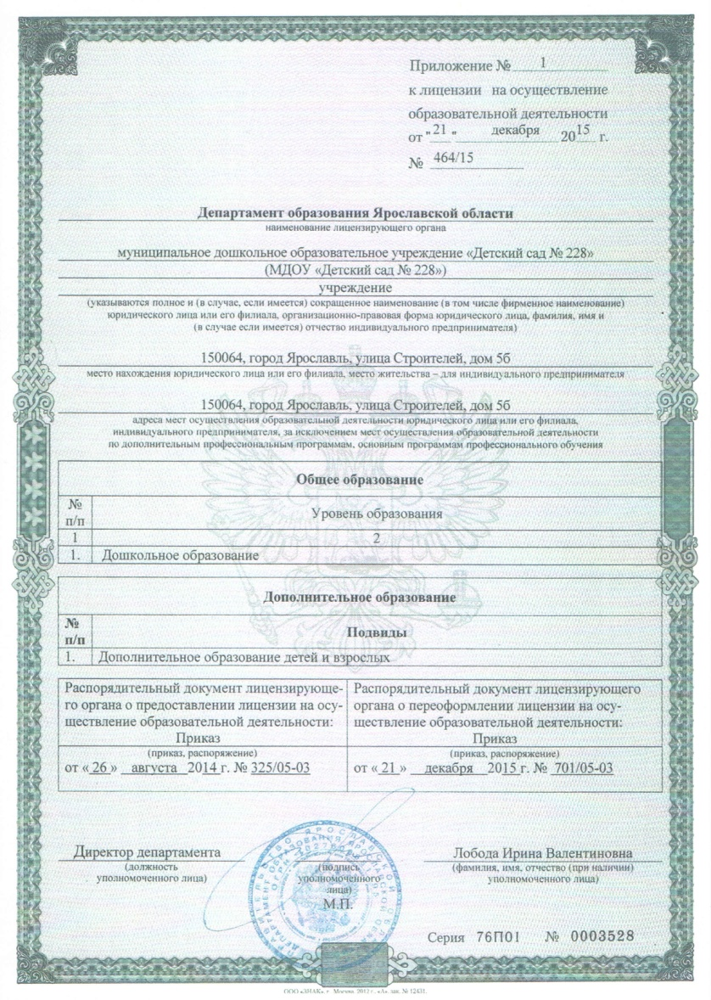 Приложение № 1
к лицензии на осуществление
образовательной деятельности
от "21" декабря 2015 г.
№ 464/15
Департамент образования Ярославской области
наименование лицензирующего органа
муниципальное дошкольное образовательное учреждение «Детский сад № 228»
(МДОУ «Детский сад № 228»)
учреждение
(указываются полное и (в случае, если имеется) сокращенное наименование (в том числе фирменное наименование)
юридического лица или его филиала, организационно-правовая форма юридического лица, фамилия, имя и
(в случае если имеется) отчество индивидуального предпринимателя)
150064, город Ярославль, улица Строителей, дом 5б
место нахождения юридического лица или его филиала, место жительства – для индивидуального предпринимателя
150064, город Ярославль, улица Строителей, дом 5б
адреса мест осуществления образовательной деятельности юридического лица или его филиала,
индивидуального предпринимателя, за исключением мест осуществления образовательной деятельности
по дополнительным профессиональным программам, основным программам профессионального обучения
Общее образование
№
п/п
Уровень образования
1 2
1. Дошкольное образование
Дополнительное образование
№
п/п
Подвиды
1. Дополнительное образование детей и взрослых
Распорядительный документ лицензирующе-
го органа о предоставлении лицензии на осу-
ществление образовательной деятельности:
Приказ
(приказ, распоряжение)
от «26» августа 2014 г. № 325/05-03
Распорядительный документ лицензирующего
органа о переоформлении лицензии на осу-
ществление образовательной деятельности:
Приказ
(приказ, распоряжение)
от «21» декабря 2015 г. № 701/05-03
Директор департамента
(должность
уполномоченного лица)
(подпись
уполномоченного
лица)
М.П.
Лобода Ирина Валентиновна
(фамилия, имя, отчество (при наличии)
уполномоченного лица)
Серия 76П01 № 0003528
ООО «ЗНАК», г. Москва, 2012 г., «А», зак. № 12431.